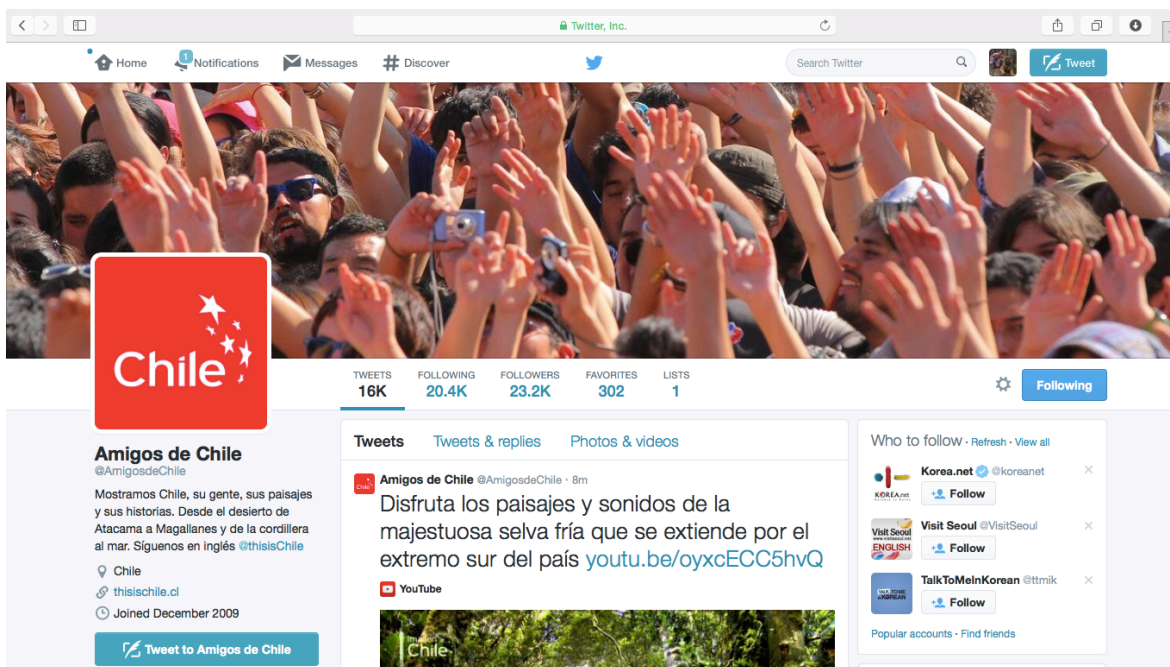 Twitter, Inc.
Home
1
Notifications
Messages
Discover
Search Twitter
Tweet
Chile
TWEETS
16K
FOLLOWING
20.4K
FOLLOWERS
23.2K
FAVORITES
302
LISTS
1
Following
Amigos de Chile
@AmigosdeChile
Mostramos Chile, su gente, sus paisajes
y sus historias. Desde el desierto de
Atacama a Magallanes y de la cordillera
al mar. Síguenos en inglés @thisisChile
Chile
thisischile.cl
Joined December 2009
Tweet to Amigos de Chile
Tweets Tweets & replies Photos & videos
Amigos de Chile @AmigosdeChile · 8m
Disfruta los paisajes y sonidos de la
majestuosa selva fría que se extiende por el
extremo sur del país youtu.be/oyxcECC5hvQ
YouTube
Chile
Who to follow · Refresh · View all
Korea.net @koreanet
KOREA.net
Follow
Visit Seoul @VisitSeoul
Visit Seoul
ENGLISH
Follow
TalkToMeInKorean @ttmik
Follow
Popular accounts · Find friends